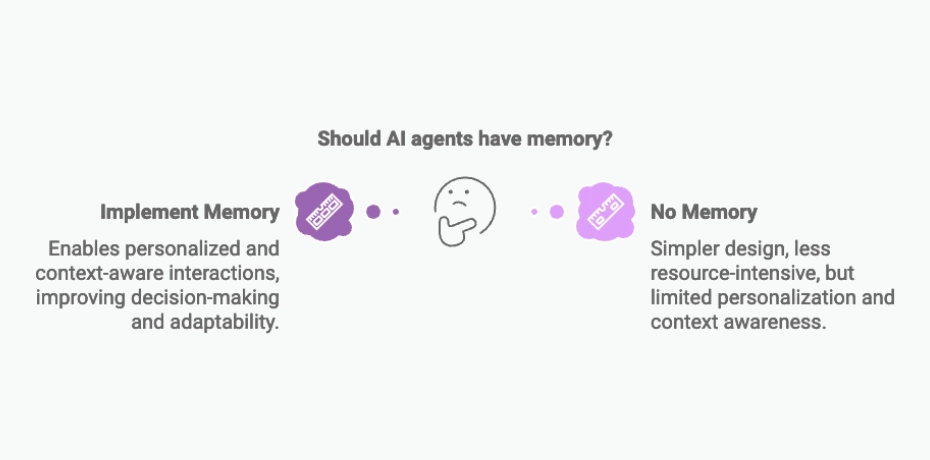 Should AI agents have memory?
Implement Memory
Enables personalized and
context-aware interactions,
improving decision-making
and adaptability.
No Memory
Simpler design, less
resource-intensive, but
limited personalization and
context awareness.